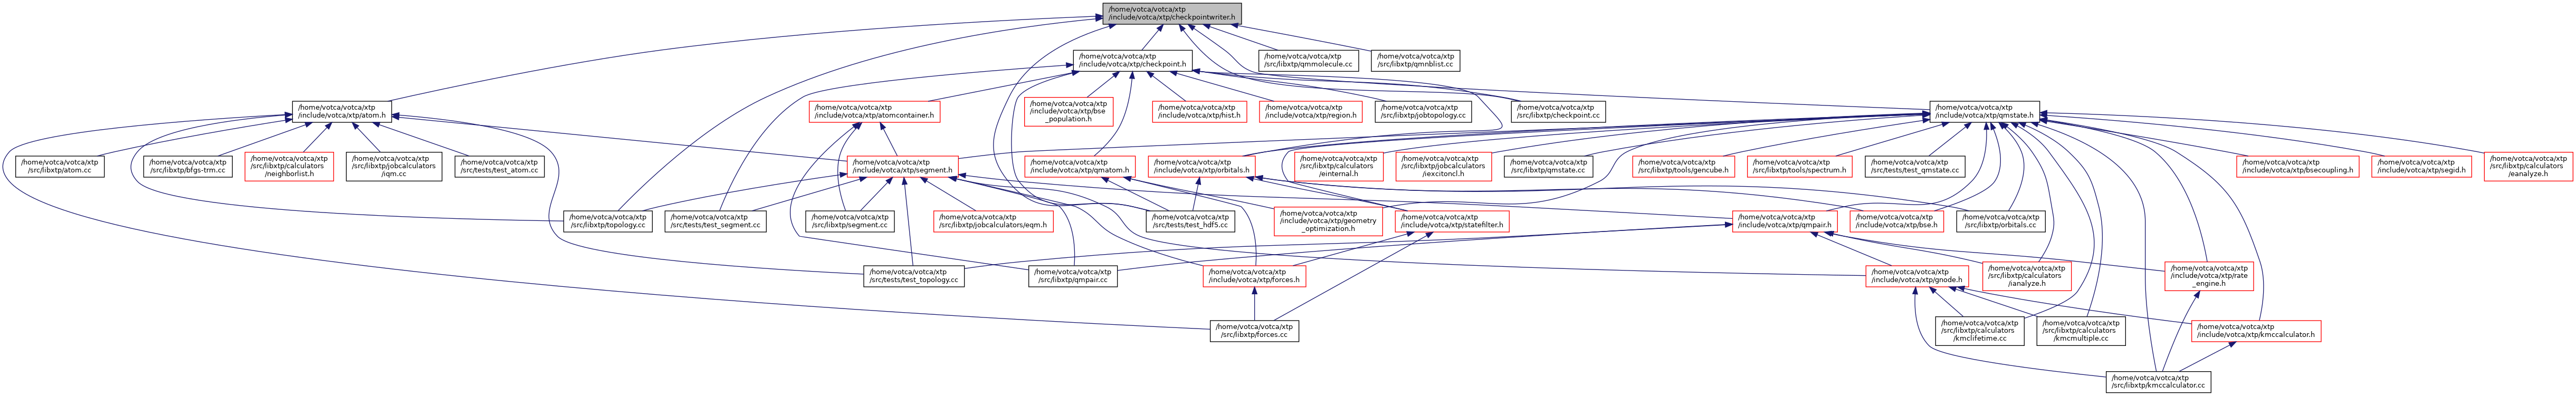 /home/votca/votca/xtp
/include/votca/xtp/checkpointwriter.h
/home/votca/votca/xtp
/include/votca/xtp/checkpoint.h
/home/votca/votca/xtp
/src/libxtp/qmmolecule.cc
/home/votca/votca/xtp
/src/libxtp/qmnblist.cc
/home/votca/votca/xtp
/include/votca/xtp/atom.h
/home/votca/votca/xtp
/include/votca/xtp/atomcontainer.h
/home/votca/votca/xtp
/include/votca/xtp/bse
_population.h
/home/votca/votca/xtp
/include/votca/xtp/hist.h
/home/votca/votca/xtp
/include/votca/xtp/region.h
/home/votca/votca/xtp
/src/libxtp/jobtopology.cc
/home/votca/votca/xtp
/src/libxtp/checkpoint.cc
/home/votca/votca/xtp
/include/votca/xtp/qmstate.h
/home/votca/votca/xtp
/src/libxtp/atom.cc
/home/votca/votca/xtp
/src/libxtp/bfgs-trm.cc
/home/votca/votca/xtp
/src/libxtp/calculators
/neighborlist.h
/home/votca/votca/xtp
/src/libxtp/jobcalculators
/iqm.cc
/home/votca/votca/xtp
/src/tests/test_atom.cc
/home/votca/votca/xtp
/include/votca/xtp/segment.h
/home/votca/votca/xtp
/include/votca/xtp/qmatom.h
/home/votca/votca/xtp
/include/votca/xtp/orbitals.h
/home/votca/votca/xtp
/src/libxtp/calculators
/einternal.h
/home/votca/votca/xtp
/src/libxtp/jobcalculators
/iexcitoncl.h
/home/votca/votca/xtp
/src/libxtp/qmstate.cc
/home/votca/votca/xtp
/src/libxtp/tools/gencube.h
/home/votca/votca/xtp
/src/libxtp/tools/spectrum.h
/home/votca/votca/xtp
/src/tests/test_qmstate.cc
/home/votca/votca/xtp
/include/votca/xtp/bsecoupling.h
/home/votca/votca/xtp
/include/votca/xtp/segid.h
/home/votca/votca/xtp
/src/libxtp/calculators
/eanalyze.h
/home/votca/votca/xtp
/src/libxtp/topology.cc
/home/votca/votca/xtp
/src/tests/test_segment.cc
/home/votca/votca/xtp
/src/libxtp/segment.cc
/home/votca/votca/xtp
/src/libxtp/jobcalculators/eqm.h
/home/votca/votca/xtp
/src/tests/test_hdf5.cc
/home/votca/votca/xtp
/include/votca/xtp/geometry
_optimization.h
/home/votca/votca/xtp
/include/votca/xtp/statefilter.h
/home/votca/votca/xtp
/include/votca/xtp/qmpair.h
/home/votca/votca/xtp
/include/votca/xtp/bse.h
/home/votca/votca/xtp
/src/libxtp/orbitals.cc
/home/votca/votca/xtp
/src/tests/test_topology.cc
/home/votca/votca/xtp
/src/libxtp/qmpair.cc
/home/votca/votca/xtp
/include/votca/xtp/forces.h
/home/votca/votca/xtp
/include/votca/xtp/gnode.h
/home/votca/votca/xtp
/src/libxtp/calculators
/ianalyze.h
/home/votca/votca/xtp
/include/votca/xtp/rate
_engine.h
/home/votca/votca/xtp
/src/libxtp/forces.cc
/home/votca/votca/xtp
/src/libxtp/calculators
/kmclifetime.cc
/home/votca/votca/xtp
/src/libxtp/calculators
/kmcmultiple.cc
/home/votca/votca/xtp
/include/votca/xtp/kmccalculator.h
/home/votca/votca/xtp
/src/libxtp/kmccalculator.cc